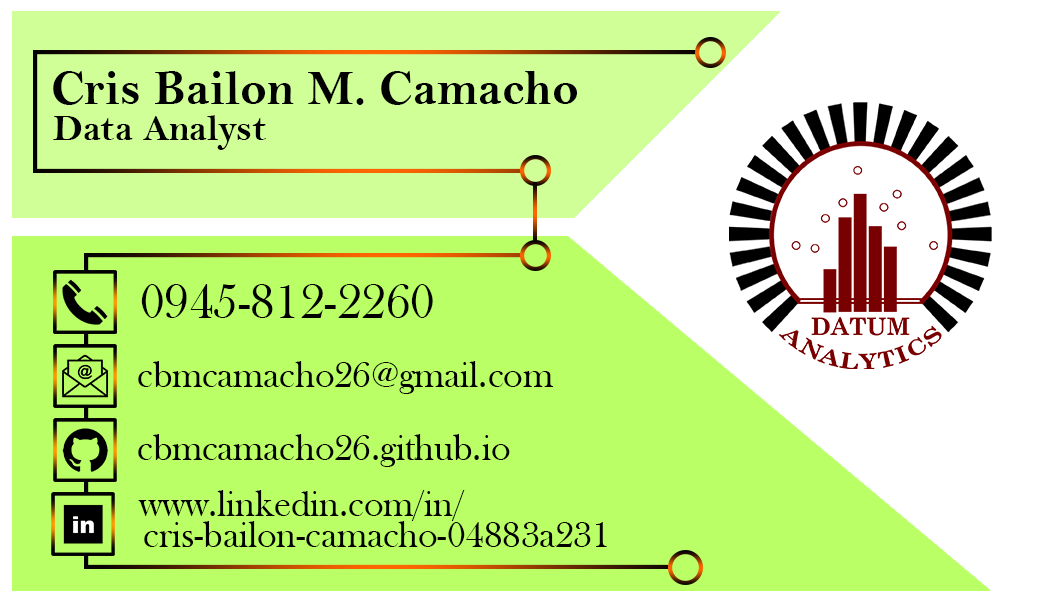 Cris Bailon M. Camacho
Data Analyst
0945-812-2260
cbmcamacho26@gmail.com
cbmcamacho26.github.io
www.linkedin.com/in/
cris-bailon-camacho-04883a231
in
@
DATUM
ANALYTICS